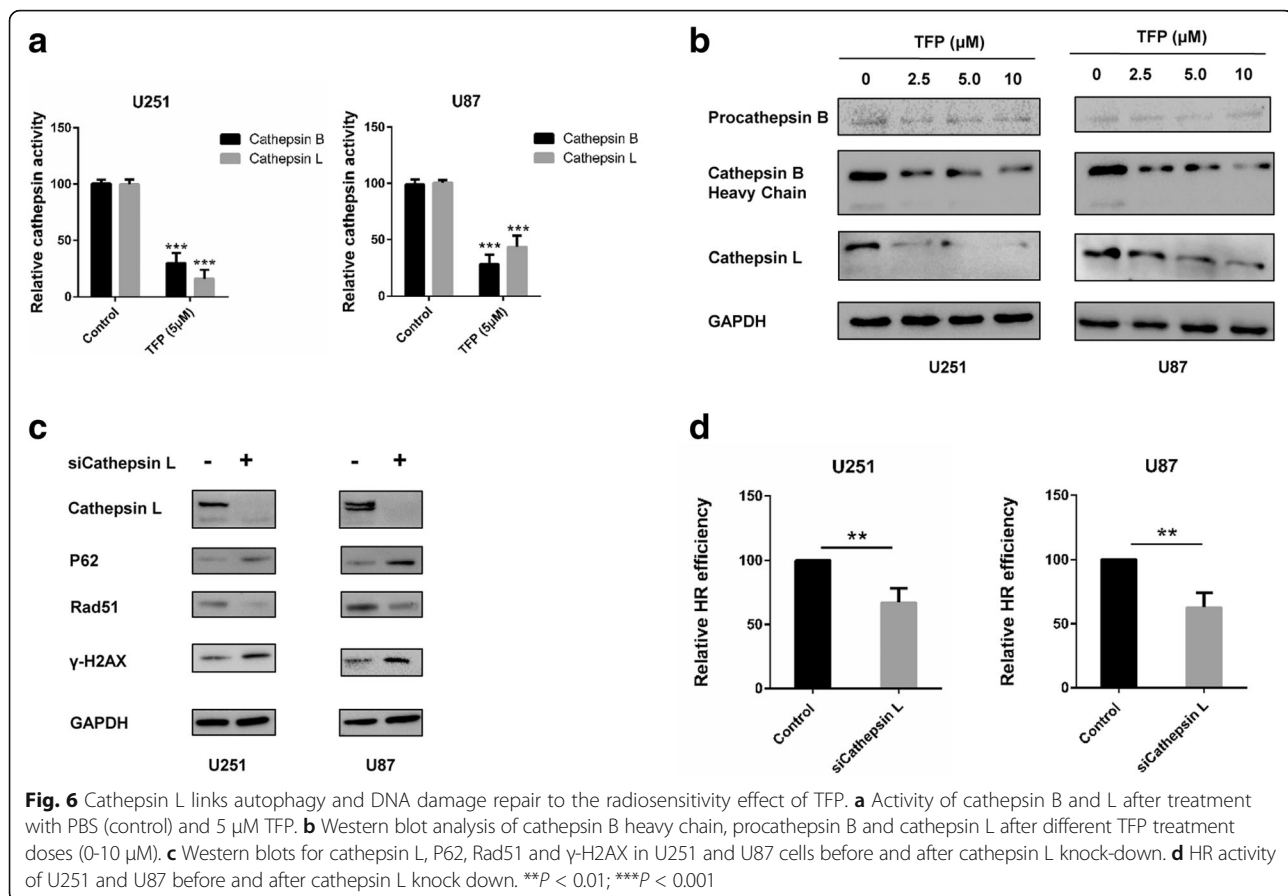 a
U251
Relative cathepsin activity
150
100
50
0
Cathepsin B
Cathepsin L
***
***
Control
TFP (5μM)
U87
Relative cathepsin activity
150
100
50
0
Cathepsin B
Cathepsin L
***
***
Control
TFP (5μM)
b
TFP (μM)
0 2.5 5.0 10
TFP (μM)
0 2.5 5.0 10
Procathepsin B
Cathepsin B
Heavy Chain
Cathepsin L
GAPDH
U251
U87
c
siCathepsin L - + - +
Cathepsin L
P62
Rad51
γ-H2AX
GAPDH
U251
U87
d
U251
Relative HR efficiency
150
100
50
0
**
Control
siCathepsin L
U87
Relative HR efficiency
150
100
50
0
**
Control
siCathepsin L
Fig. 6 Cathepsin L links autophagy and DNA damage repair to the radiosensitivity effect of TFP. a Activity of cathepsin B and L after treatment
with PBS (control) and 5 μM TFP. b Western blot analysis of cathepsin B heavy chain, procathepsin B and cathepsin L after different TFP treatment
doses (0-10 μM). c Western blots for cathepsin L, P62, Rad51 and γ-H2AX in U251 and U87 cells before and after cathepsin L knock-down. d HR activity
of U251 and U87 before and after cathepsin L knock down. **P < 0.01; ***P < 0.001